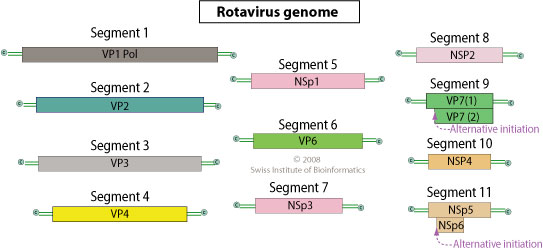 Rotavirus genome
Segment 1
VP1 Pol
Segment 2
VP2
Segment 3
VP3
Segment 4
VP4
Segment 5
NSp1
Segment 6
VP6
© 2008
Swiss Institute of Bioinformatics
Segment 7
NSp3
Segment 8
NSP2
Segment 9
VP7(1)
VP7 (2)
Alternative initiation
Segment 10
NSP4
Segment 11
NSp5
NSp6
Alternative initiation